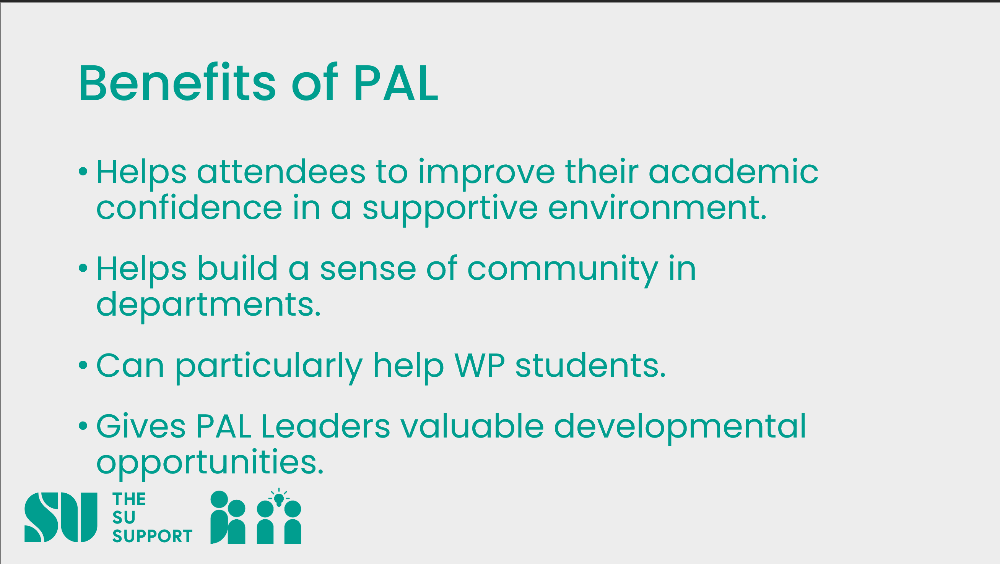 Benefits of PAL
• Helps attendees to improve their academic
confidence in a supportive environment.
• Helps build a sense of community in
departments.
• Can particularly help WP students.
• Gives PAL Leaders valuable developmental
opportunities.
SU
THE
SU
SUPPORT